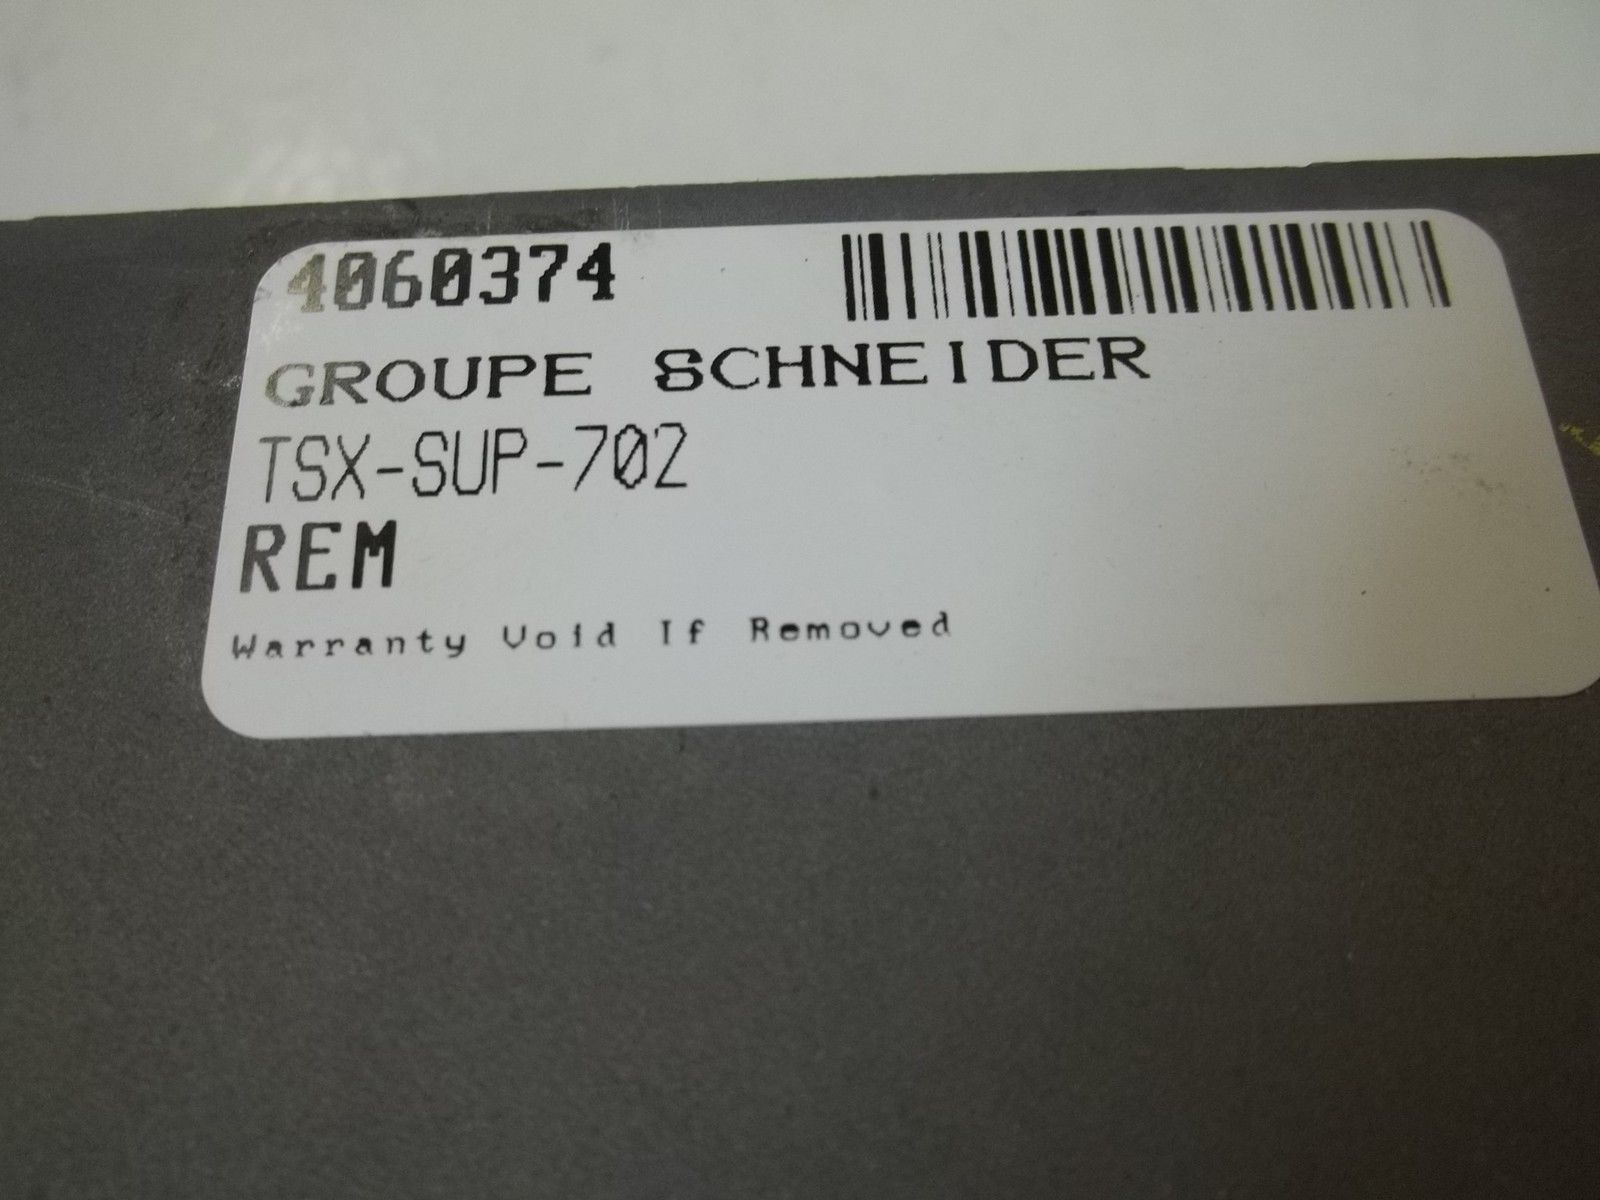 4060374
GROUPE SCHNEIDER
TSX-SUP-702
REM
Warranty Void If Removed